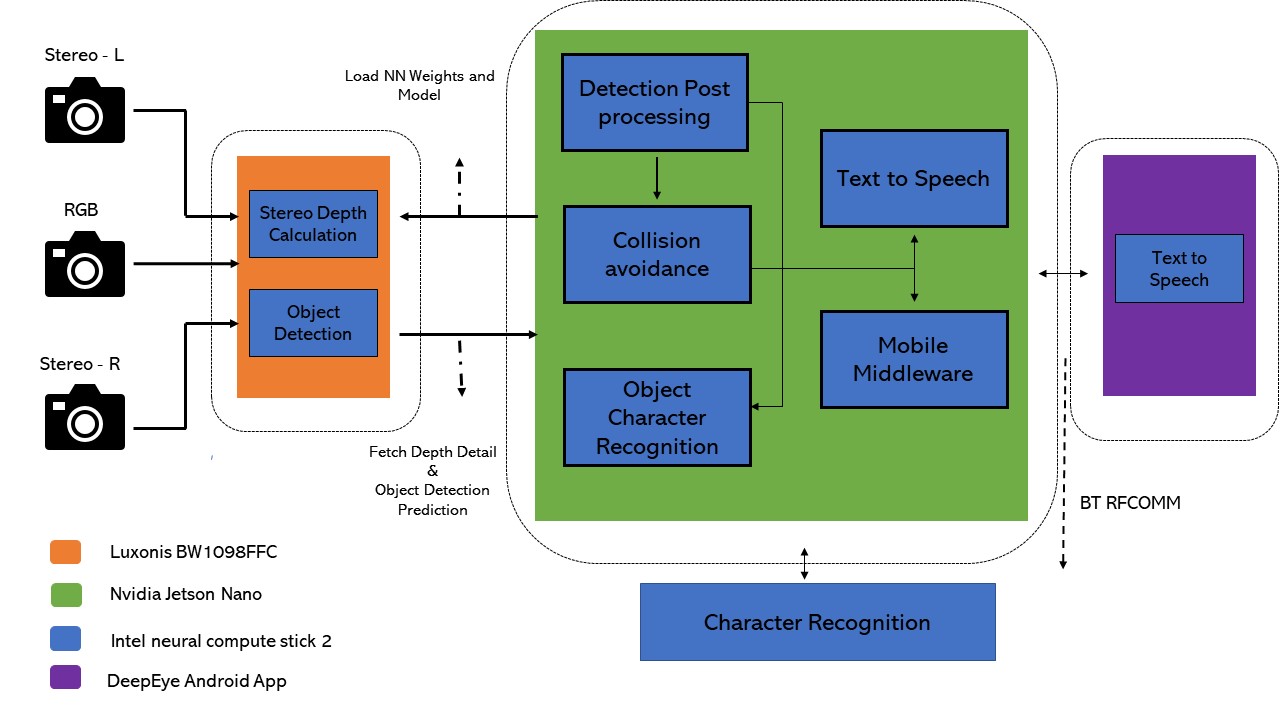 Stereo - L
RGB
Stereo - R
Load NN Weights and
Model
Stereo Depth
Calculation
Object
Detection
Fetch Depth Detail
&
Object Detection
Prediction
Detection Post
processing
Collision
avoidance
Object
Character
Recognition
Text to Speech
Mobile
Middleware
Text to
Speech
BT RFCOMM
Character Recognition
Luxonis BW1098FFC
Nvidia Jetson Nano
Intel neural compute stick 2
DeepEye Android App